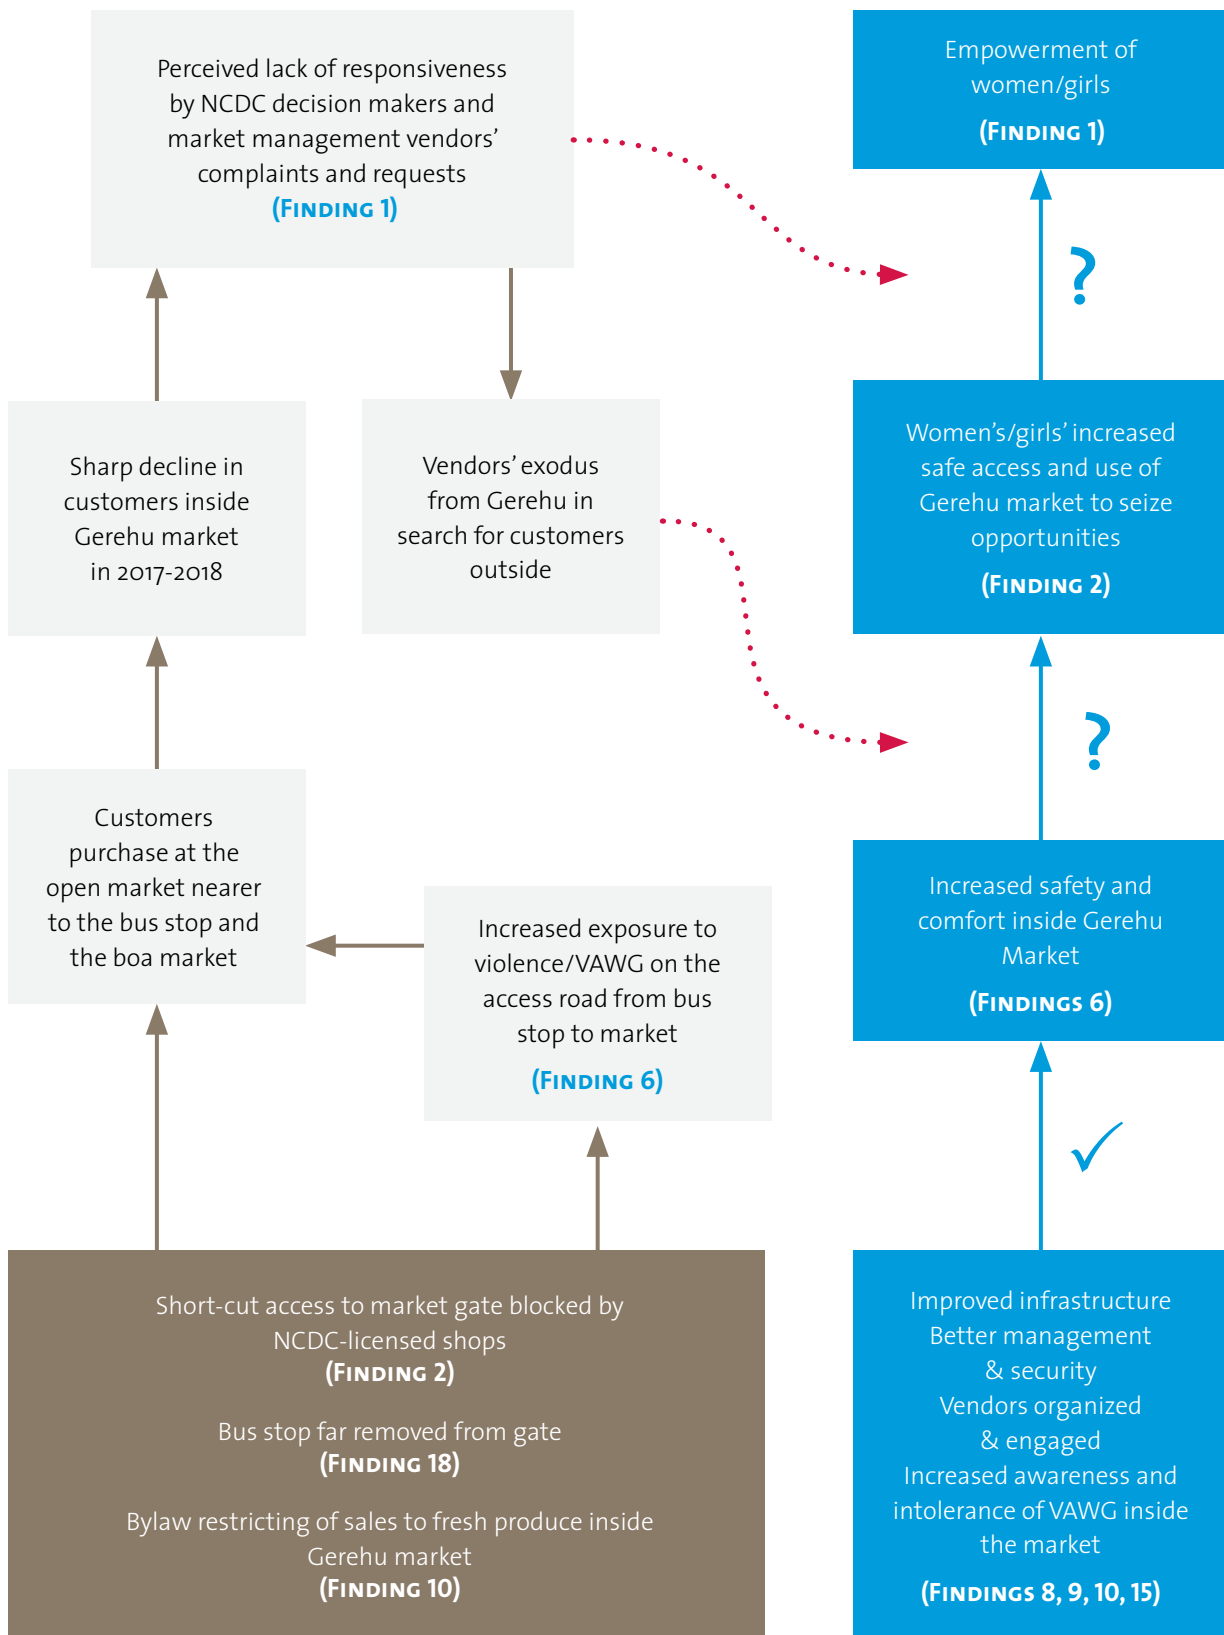 Perceived lack of responsiveness
by NCDC decision makers and
market management vendors’
complaints and requests
(Finding 1)
Empowerment of
women/girls
(Finding 1)
?
Sharp decline in
customers inside
Gerehu market
in 2017-2018
Vendors’ exodus
from Gerehu in
search for customers
outside
Women’s/girls’ increased
safe access and use of
Gerehu market to seize
opportunities
(Finding 2)
?
Customers
purchase at the
open market nearer
to the bus stop and
the boa market
Increased exposure to
violence/VAWG on the
access road from bus
stop to market
(Finding 6)
Increased safety and
comfort inside Gerehu
Market
(Findings 6)
Short-cut access to market gate blocked by
NCDC-licensed shops
(Finding 2)
Bus stop far removed from gate
(Finding 18)
Bylaw restricting of sales to fresh produce inside
Gerehu market
(Finding 10)
Improved infrastructure
Better management
& security
Vendors organized
& engaged
Increased awareness and
intolerance of VAWG inside
the market
(Findings 8, 9, 10, 15)